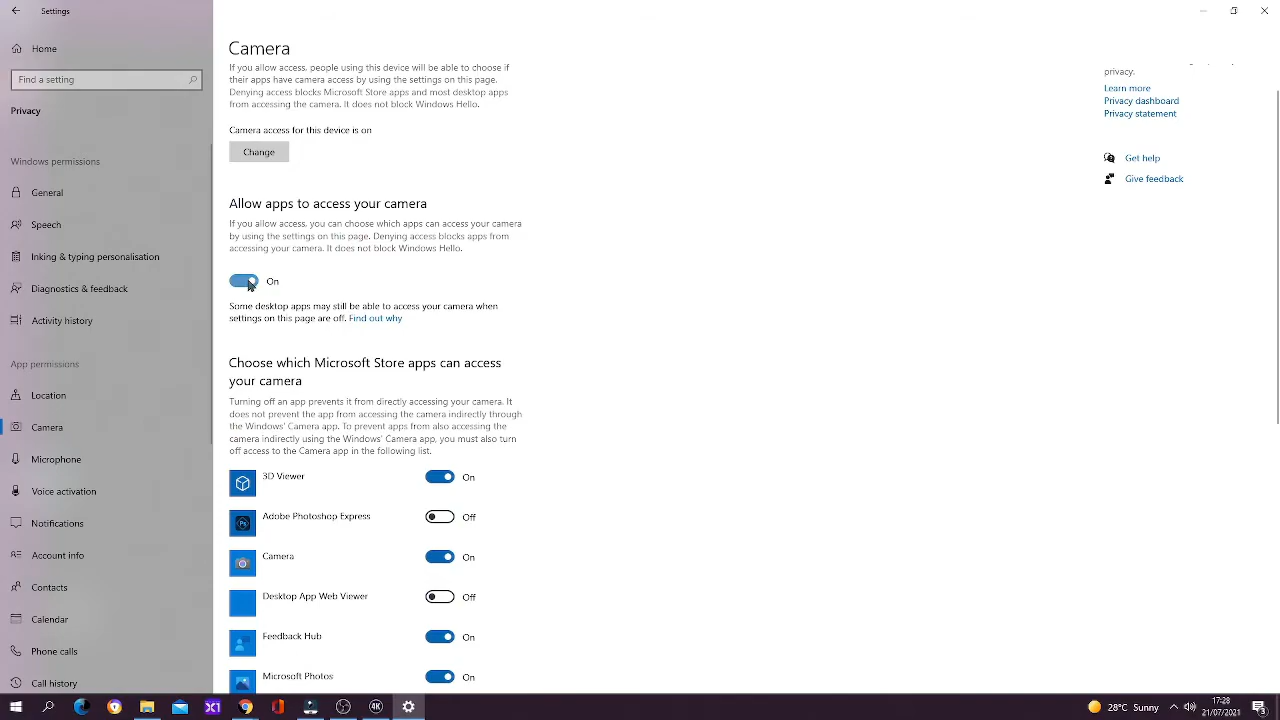 Settings
Home
Find a setting
Privacy
Windows permissions
General
typing personalisation
Diagnostics & feedback
Activity history
App permissions
Location
Camera
Microphone
Voice activation
Notifications
Account info
Contacts
Calendar
Phone calls
Call history
Camera
If you allow access, people using this device will be able to choose if
their apps have camera access by using the settings on this page.
Denying access blocks Microsoft Store apps and most desktop apps
from accessing the camera. It does not block Windows Hello.
Camera access for this device is on
Change
Allow apps to access your camera
If you allow access, you can choose which apps can access your camera
by using the settings on this page. Denying access blocks apps from
accessing your camera. It does not block Windows Hello.
On
Some desktop apps may still be able to access your camera when
settings on this page are off. Find out why
Choose which Microsoft Store apps can access
your camera
Turning off an app prevents it from directly accessing your camera. It
does not prevent the app from accessing the camera indirectly through
the Windows' Camera app. To prevent apps from also accessing the
camera indirectly using the Windows' Camera app, you must also turn
off access to the Camera app in the following list.
3D Viewer On
Adobe Photoshop Express Off
Camera On
Desktop App Web Viewer Off
Feedback Hub On
Microsoft Photos On
privacy.
Learn more
Privacy dashboard
Privacy statement
Get help
Give feedback
4K
28°C Sunny
17:28
21/07/2021